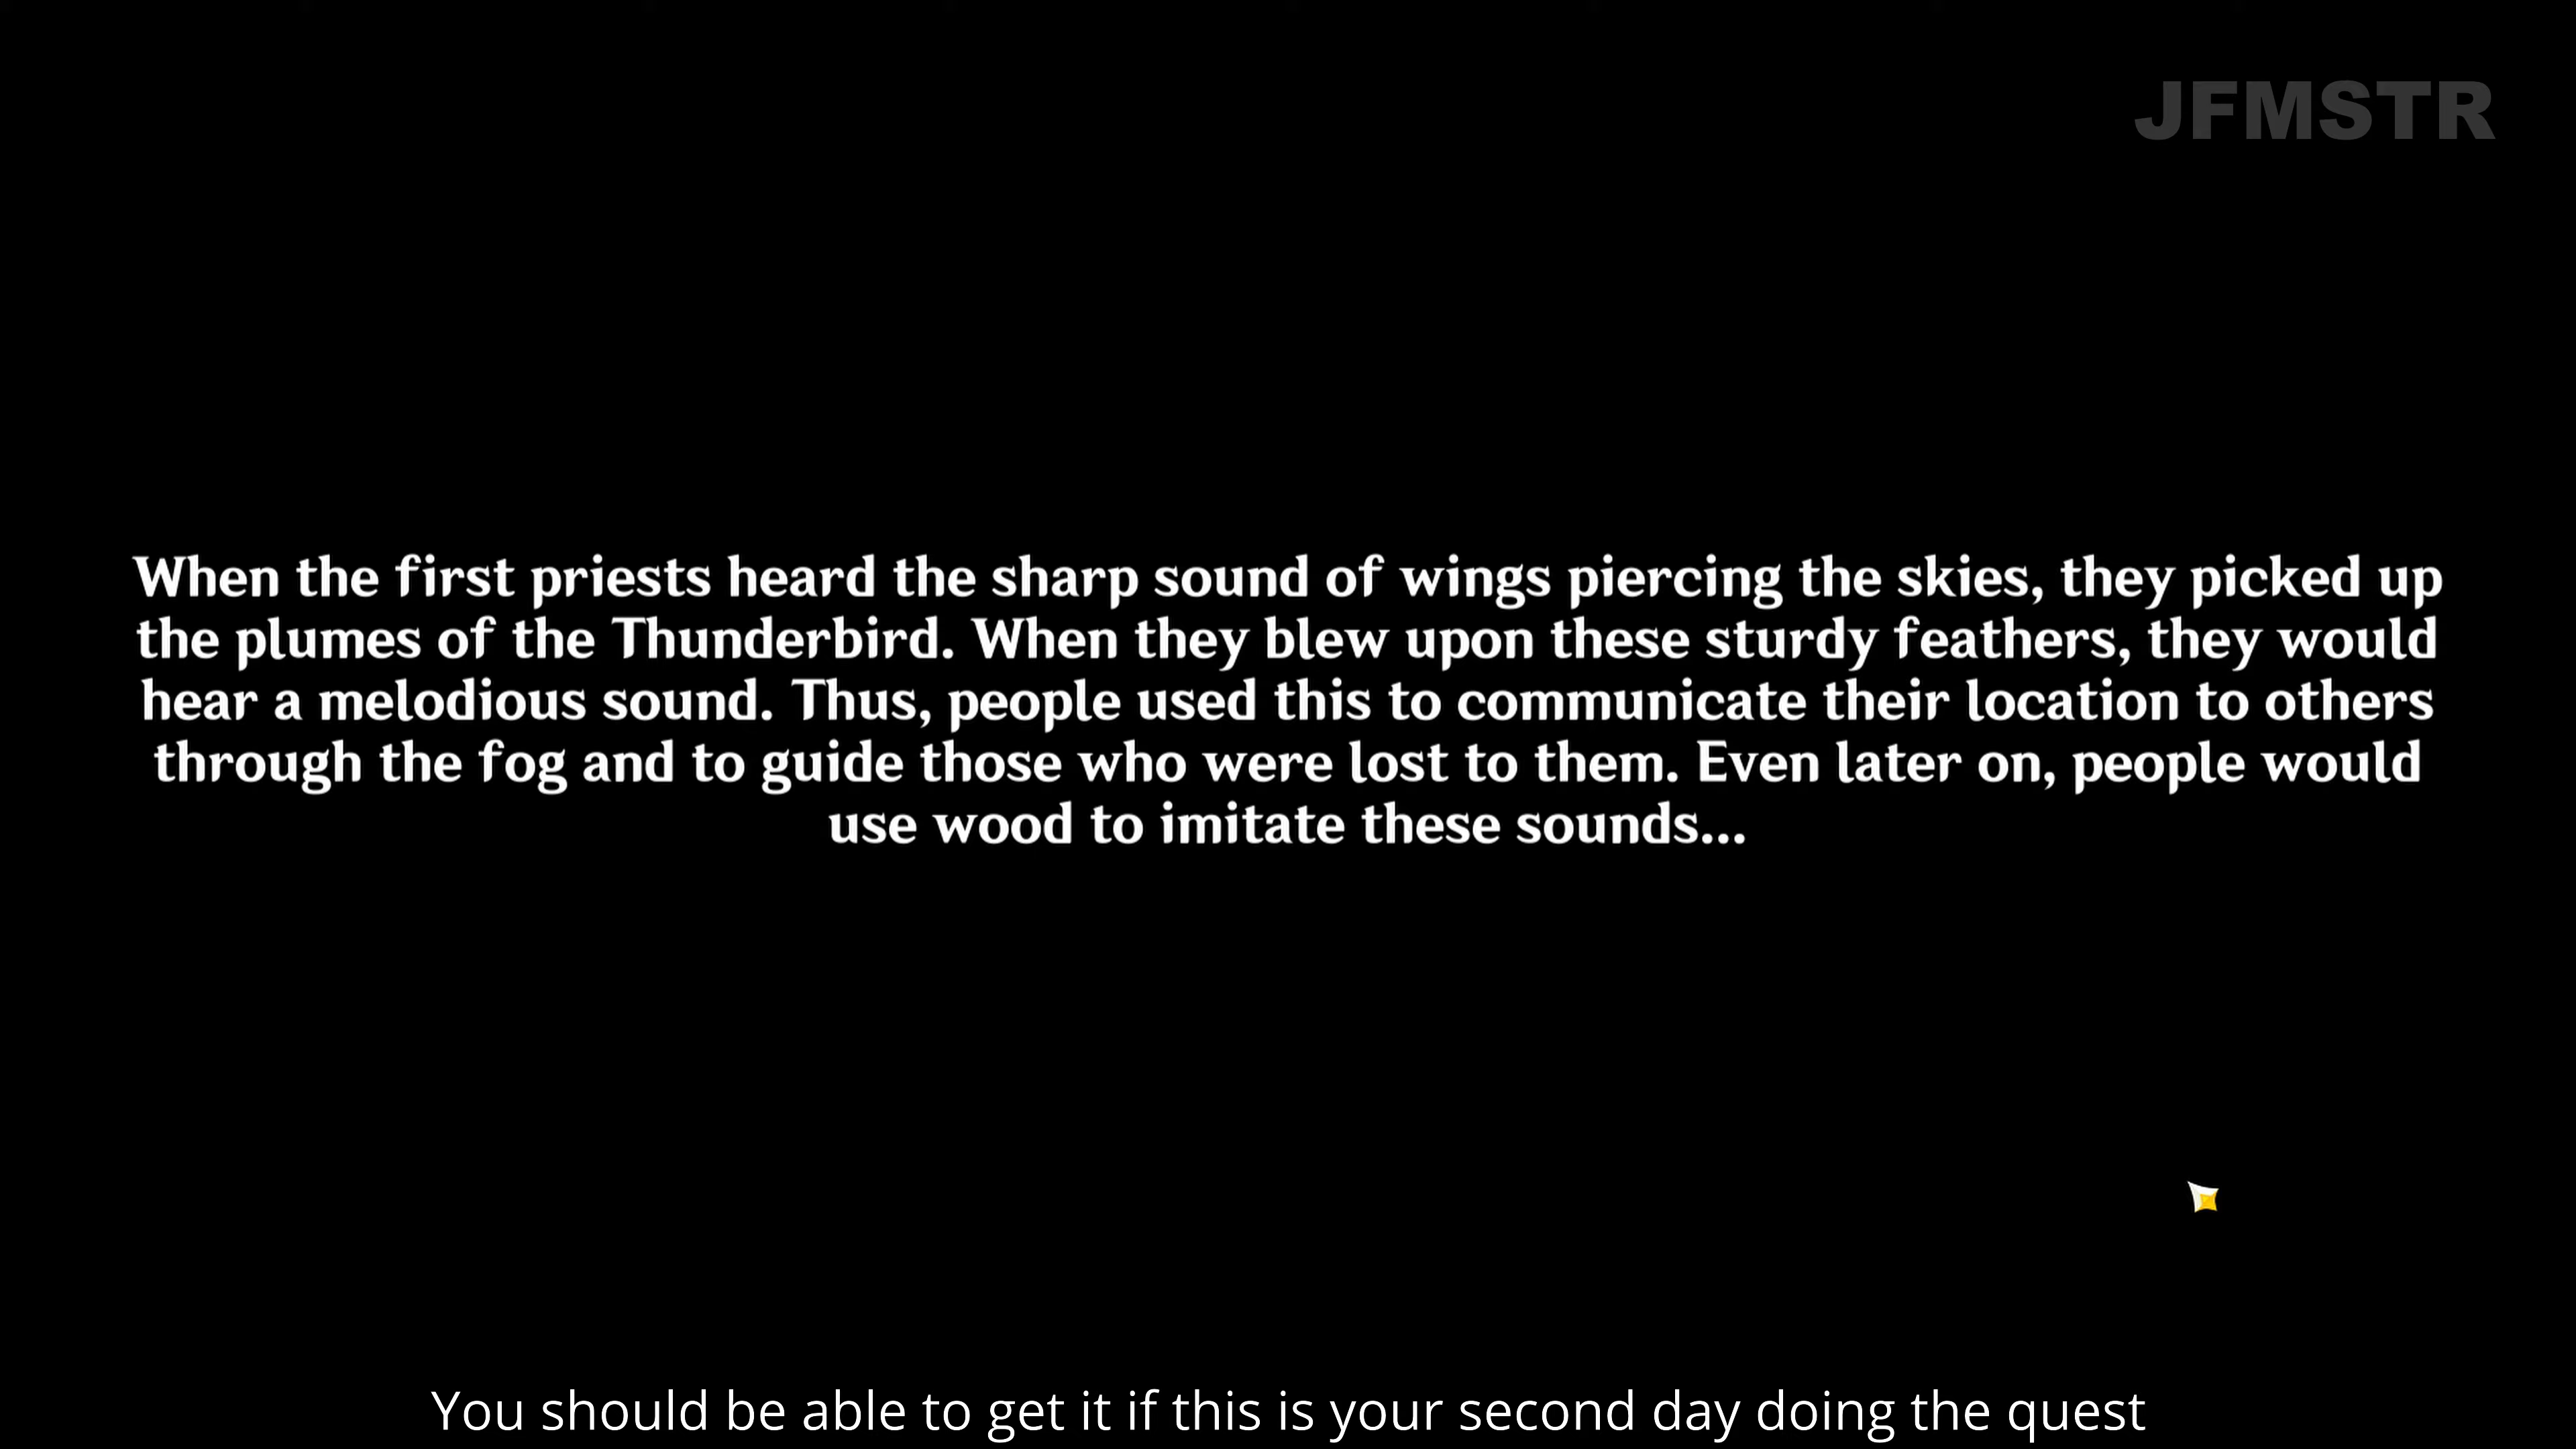 JFMSTR
When the first priests heard the sharp sound of wings piercing the skies, they picked up
the plumes of the Thunderbird. When they blew upon these sturdy feathers, they would
hear a melodious sound. Thus, people used this to communicate their location to others
through the fog and to guide those who were lost to them. Even later on, people would
use wood to imitate these sounds...
You should be able to get it if this is your second day doing the quest